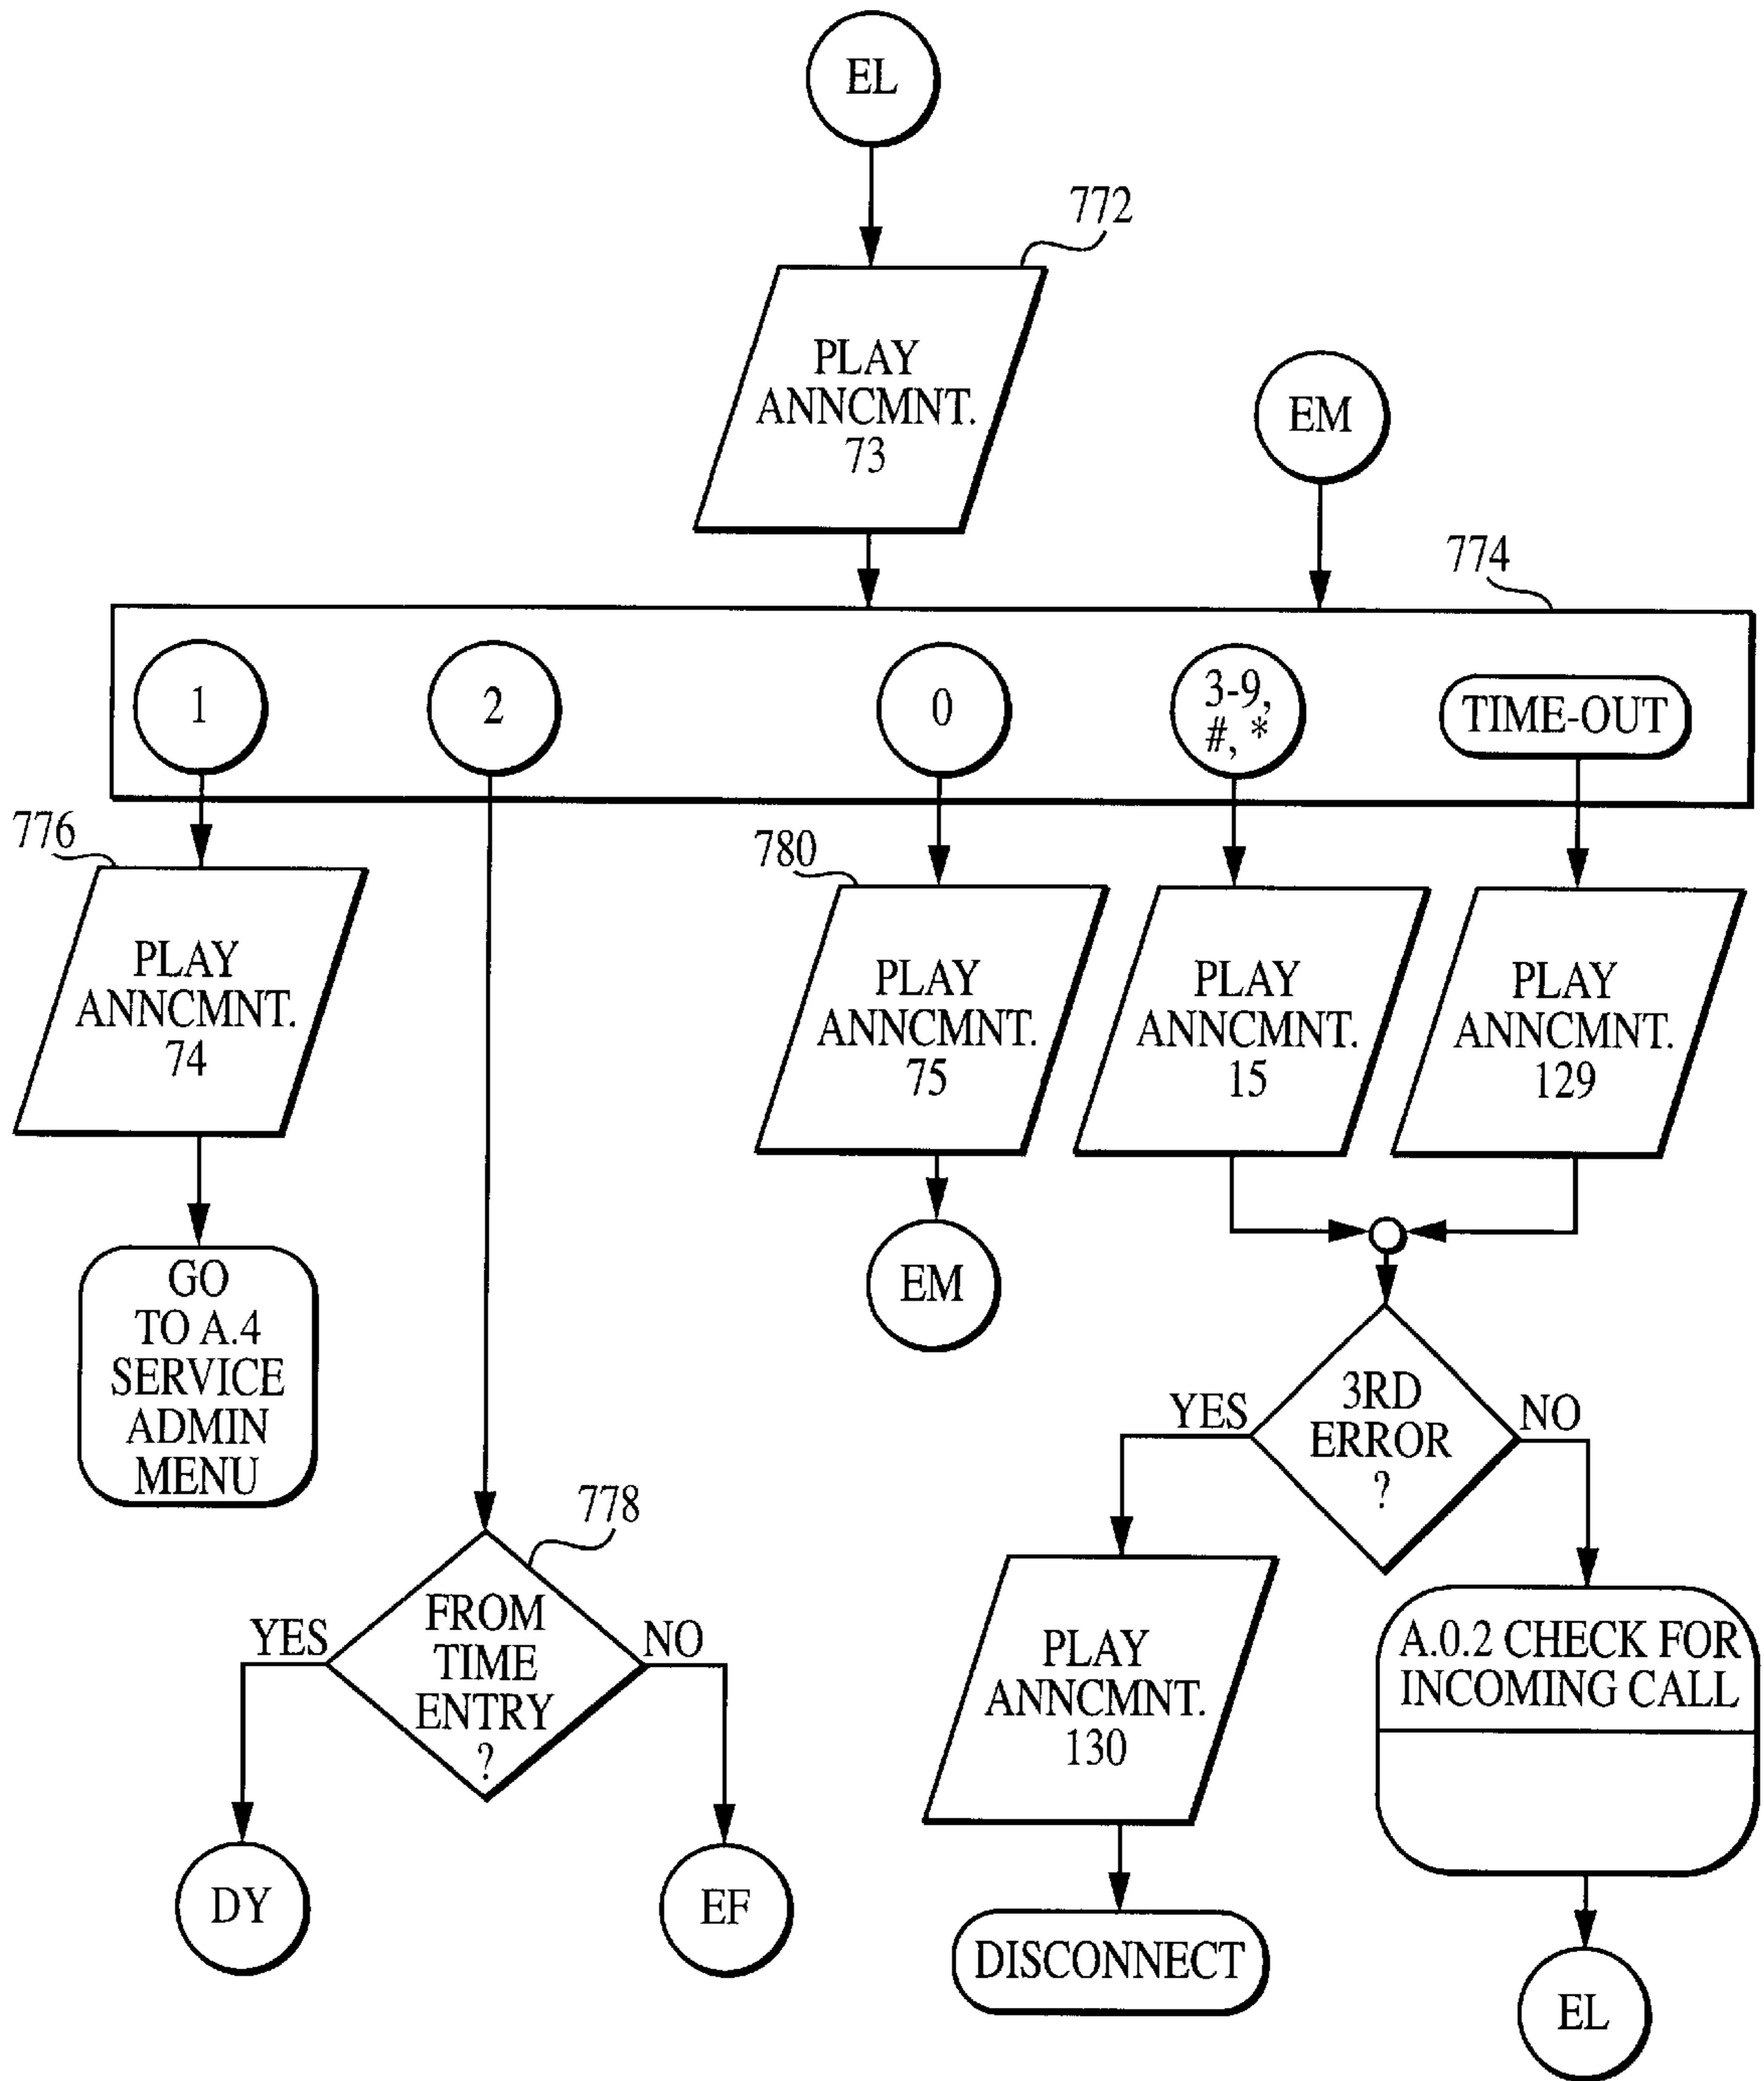 EL
772
PLAY
ANNCMNT.
73
EM
774
1
2
0
3-9,
#, *
TIME-OUT
776
PLAY
ANNCMNT.
74
780
PLAY
ANNCMNT.
75
PLAY
ANNCMNT.
15
PLAY
ANNCMNT.
129
GO
TO A.4
SERVICE
ADMIN
MENU
EM
YES
3RD
ERROR
?
NO
778
YES
FROM
TIME
ENTRY
?
NO
PLAY
ANNCMNT.
130
A.0.2 CHECK FOR
INCOMING CALL
DY
EF
DISCONNECT
EL